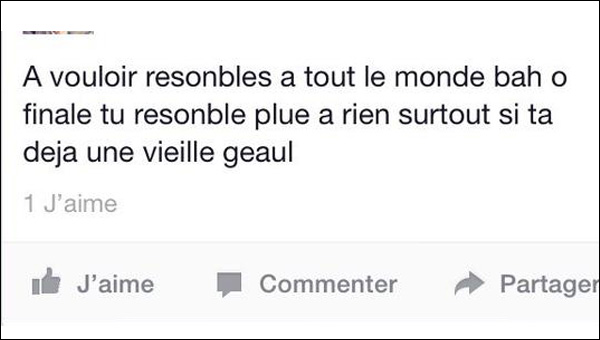 A vouloir resonbles a tout le monde bah o
finale tu resonble plue a rien surtout si ta
deja une vieille geaul
1 J'aime
J'aime Commenter Partager